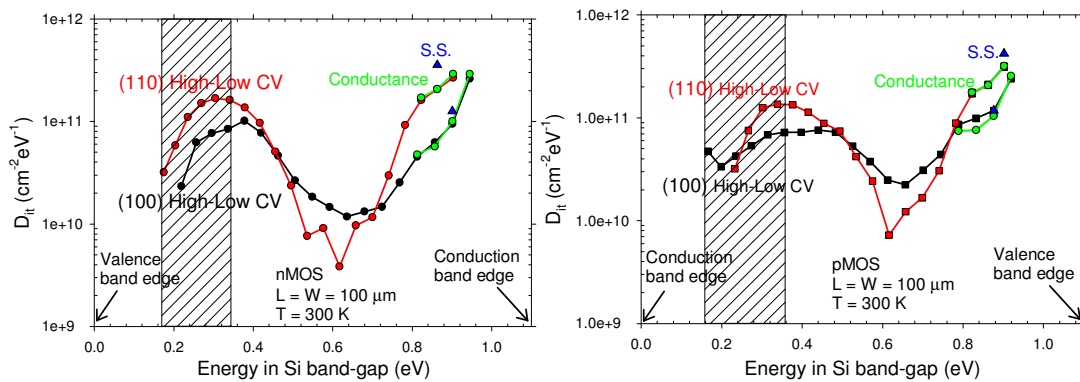 1e+12
1e+11
1e+10
1e+9
D_it (cm⁻²eV⁻¹)
S.S.
(110) High-Low CV
Conductance
(100) High-Low CV
Valence
band edge
nMOS
L = W = 100 μm
T = 300 K
Conduction
band edge
0.0 0.2 0.4 0.6 0.8 1.0
Energy in Si band-gap (eV)
1.0e+12
1.0e+11
1.0e+10
1.0e+9
D_it (cm⁻²eV⁻¹)
S.S.
Conductance
(110) High-Low CV
(100) High-Low CV
Conduction
band edge
pMOS
L = W = 100 μm
T = 300 K
Valence
band edge
0.0 0.2 0.4 0.6 0.8 1.0
Energy in Si band-gap (eV)